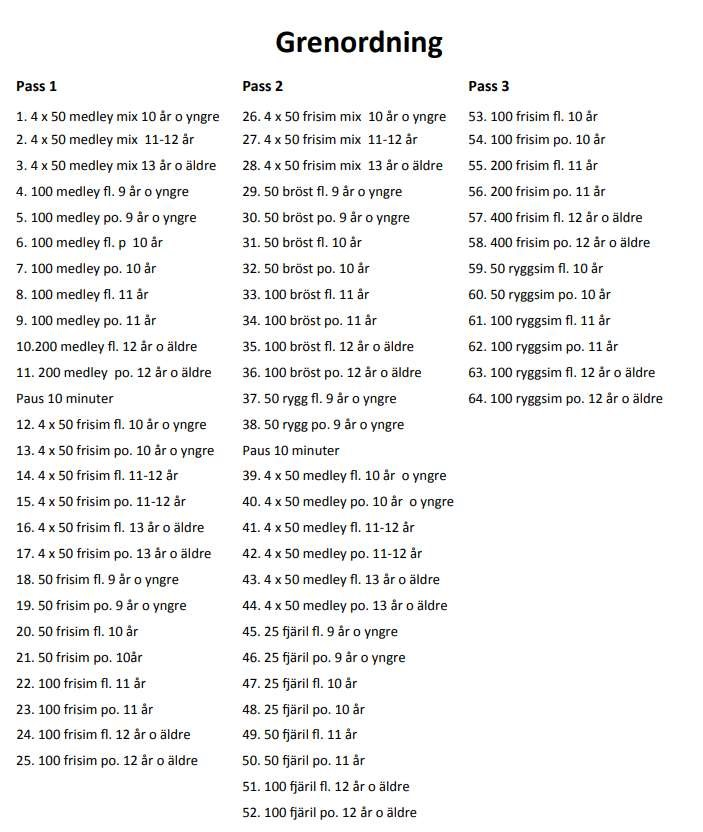 Grenordning
Pass 1
1. 4 x 50 medley mix 10 år o yngre
2. 4 x 50 medley mix 11-12 år
3. 4 x 50 medley mix 13 år o äldre
4. 100 medley fl. 9 år o yngre
5. 100 medley po. 9 år o yngre
6. 100 medley fl. p 10 år
7. 100 medley po. 10 år
8. 100 medley fl. 11 år
9. 100 medley po. 11 år
10.200 medley fl. 12 år o äldre
11. 200 medley po. 12 år o äldre
Paus 10 minuter
12. 4 x 50 frisim fl. 10 år o yngre
13. 4 x 50 frisim po. 10 år o yngre
14. 4 x 50 frisim fl. 11-12 år
15. 4 x 50 frisim po. 11-12 år
16. 4 x 50 frisim fl. 13 år o äldre
17. 4 x 50 frisim po. 13 år o äldre
18. 50 frisim fl. 9 år o yngre
19. 50 frisim po. 9 år o yngre
20. 50 frisim fl. 10 år
21. 50 frisim po. 10år
22. 100 frisim fl. 11 år
23. 100 frisim po. 11 år
24. 100 frisim fl. 12 år o äldre
25. 100 frisim po. 12 år o äldre
Pass 2
26. 4 x 50 frisim mix 10 år o yngre
27. 4 x 50 frisim mix 11-12 år
28. 4 x 50 frisim mix 13 år o äldre
29. 50 bröst fl. 9 år o yngre
30. 50 bröst po. 9 år o yngre
31. 50 bröst fl. 10 år
32. 50 bröst po. 10 år
33. 100 bröst fl. 11 år
34. 100 bröst po. 11 år
35. 100 bröst fl. 12 år o äldre
36. 100 bröst po. 12 år o äldre
37. 50 rygg fl. 9 år o yngre
38. 50 rygg po. 9 år o yngre
Paus 10 minuter
39. 4 x 50 medley fl. 10 år o yngre
40. 4 x 50 medley po. 10 år o yngre
41. 4 x 50 medley fl. 11-12 år
42. 4 x 50 medley po. 11-12 år
43. 4 x 50 medley fl. 13 år o äldre
44. 4 x 50 medley po. 13 år o äldre
45. 25 fjäril fl. 9 år o yngre
46. 25 fjäril po. 9 år o yngre
47. 25 fjäril fl. 10 år
48. 25 fjäril po. 10 år
49. 50 fjäril fl. 11 år
50. 50 fjäril po. 11 år
51. 100 fjäril fl. 12 år o äldre
52. 100 fjäril po. 12 år o äldre
Pass 3
53. 100 frisim fl. 10 år
54. 100 frisim po. 10 år
55. 200 frisim fl. 11 år
56. 200 frisim po. 11 år
57. 400 frisim fl. 12 år o äldre
58. 400 frisim po. 12 år o äldre
59. 50 ryggsim fl. 10 år
60. 50 ryggsim po. 10 år
61. 100 ryggsim fl. 11 år
62. 100 ryggsim po. 11 år
63. 100 ryggsim fl. 12 år o äldre
64. 100 ryggsim po. 12 år o äldre